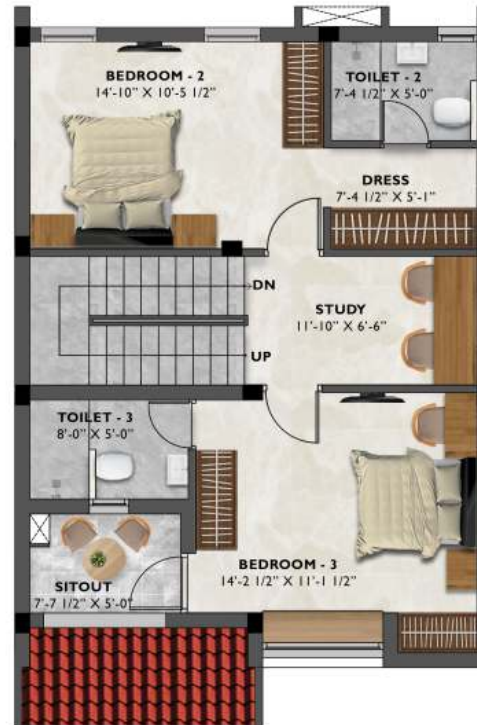 BEDROOM - 2
14'-10" X 10'-5 1/2"
TOILET - 2
7'-4 1/2" X 5'-0"
DRESS
7'-4 1/2" X 5'-1"
DN
STUDY
11'-10" X 6'-6"
UP
TOILET - 3
8'-0" X 5'-0"
BEDROOM - 3
14'-2 1/2" X 11'-1 1/2"
SITOUT
7'-7 1/2" X 5'-0"